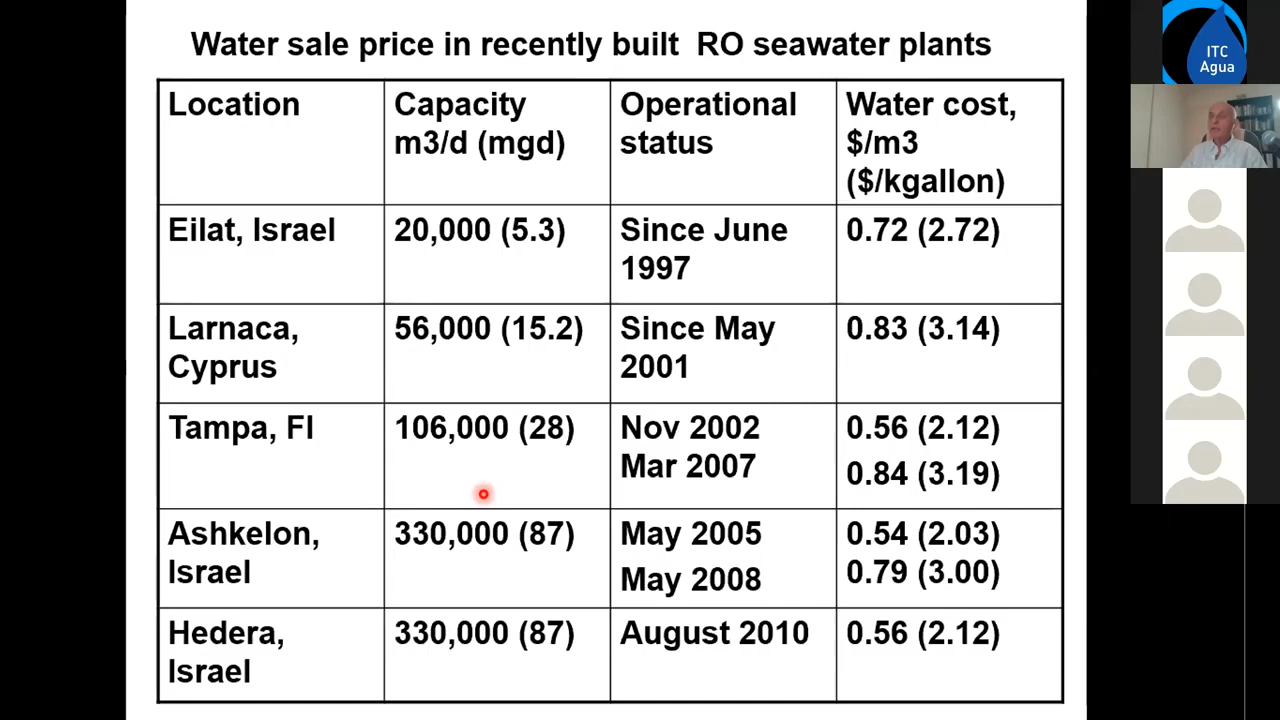 Water sale price in recently built RO seawater plants
Location
Capacity
m3/d (mgd)
Operational
status
Water cost,
$/m3
($/kgallon)
Eilat, Israel
20,000 (5.3)
Since June
1997
0.72 (2.72)
Larnaca,
Cyprus
56,000 (15.2)
Since May
2001
0.83 (3.14)
Tampa, Fl
106,000 (28)
Nov 2002
Mar 2007
0.56 (2.12)
0.84 (3.19)
Ashkelon,
Israel
330,000 (87)
May 2005
May 2008
0.54 (2.03)
0.79 (3.00)
Hedera,
Israel
330,000 (87)
August 2010
0.56 (2.12)
ITC
Agua